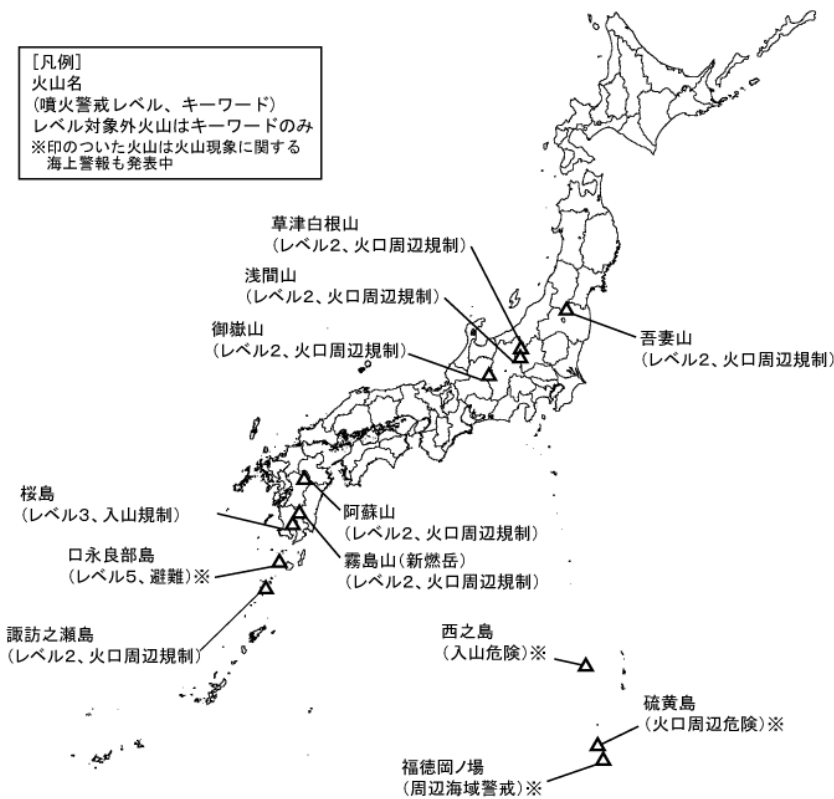 ［凡例］
火山名
(噴火警戒レベル、キーワード)
レベル対象外火山はキーワードのみ
※印のついた火山は火山現象に関する
海上警報も発表中
草津白根山
(レベル２、火口周辺規制)
浅間山
(レベル２、火口周辺規制)
御嶽山
(レベル２、火口周辺規制)
吾妻山
(レベル２、火口周辺規制)
桜島
(レベル３、入山規制)
阿蘇山
(レベル２、火口周辺規制)
口永良部島
(レベル５、避難)※
霧島山(新燃岳)
(レベル２、火口周辺規制)
諏訪之瀬島
(レベル２、火口周辺規制)
西之島
(入山危険)※
硫黄島
(火口周辺危険)※
福徳岡ノ場
(周辺海域警戒)※